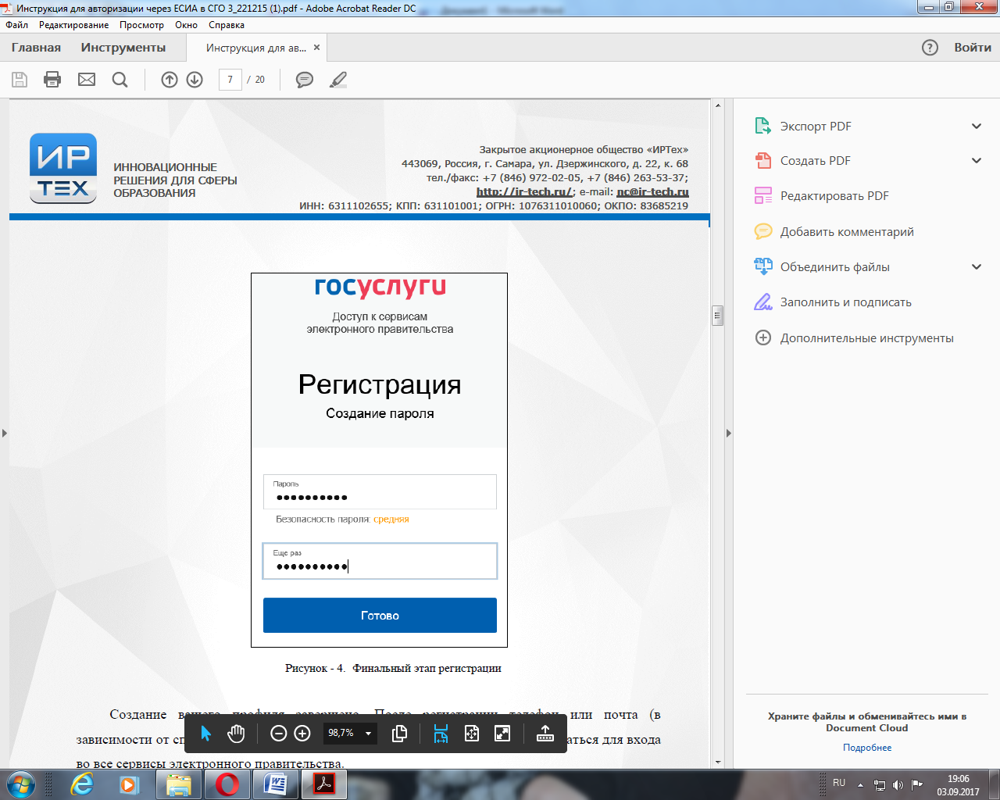 Инструкция для авторизации через ЕСИА в СГО 3_221215 (1).pdf - Adobe Acrobat Reader DC
Файл Редактирование Просмотр Окно Справка
Главная Инструменты Инструкция для ав... × ? Войти
7 / 20
ИР
ТЕХ
ИННОВАЦИОННЫЕ
РЕШЕНИЯ ДЛЯ СФЕРЫ
ОБРАЗОВАНИЯ
Закрытое акционерное общество «ИРТех»
443069, Россия, г. Самара, ул. Дзержинского, д. 22, к. 68
тел./факс: +7 (846) 972-02-05, +7 (846) 263-53-37;
http://ir-tech.ru/; e-mail: nc@ir-tech.ru
ИНН: 6311102655; КПП: 631101001; ОГРН: 1076311010060; ОКПО: 83685219
госуслуги
Доступ к сервисам
электронного правительства
Регистрация
Создание пароля
Пароль
••••••••••
Безопасность пароля: средняя
Еще раз
••••••••••
Готово
Рисунок - 4. Финальный этап регистрации
Создание вашего профиля завершено. После регистрации телефон или почта (в
зависимости от
аться для входа
во все сервисы электронного правительства.
98,7%
Экспорт PDF
Создать PDF
Редактировать PDF
Добавить комментарий
Объединить файлы
Заполнить и подписать
Дополнительные инструменты
Храните файлы и обменивайтесь ими в
Document Cloud
Подробнее
RU
19:06
03.09.2017